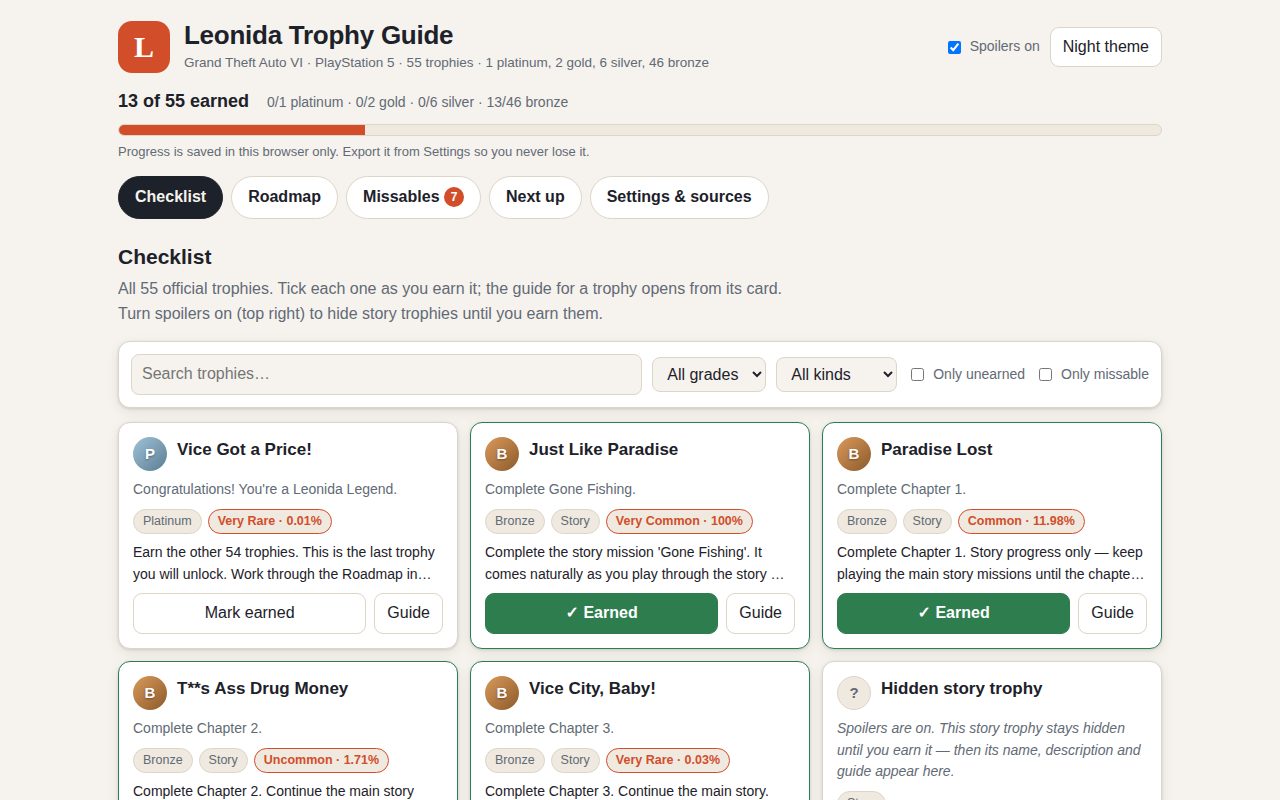 L
Leonida Trophy Guide
Grand Theft Auto VI · PlayStation 5 · 55 trophies · 1 platinum, 2 gold, 6 silver, 46 bronze
Spoilers on
Night theme
13 of 55 earned 0/1 platinum · 0/2 gold · 0/6 silver · 13/46 bronze
Progress is saved in this browser only. Export it from Settings so you never lose it.
Checklist Roadmap Missables 7 Next up Settings & sources
Checklist
All 55 official trophies. Tick each one as you earn it; the guide for a trophy opens from its card.
Turn spoilers on (top right) to hide story trophies until you earn them.
Search trophies… All grades All kinds Only unearned Only missable
P Vice Got a Price!
Congratulations! You're a Leonida Legend.
Platinum Very Rare · 0.01%
Earn the other 54 trophies. This is the last trophy
you will unlock. Work through the Roadmap in…
Mark earned Guide
B Just Like Paradise
Complete Gone Fishing.
Bronze Story Very Common · 100%
Complete the story mission 'Gone Fishing'. It
comes naturally as you play through the story …
✓ Earned Guide
B Paradise Lost
Complete Chapter 1.
Bronze Story Common · 11.98%
Complete Chapter 1. Story progress only — keep
playing the main story missions until the chapte…
✓ Earned Guide
B T**s Ass Drug Money
Complete Chapter 2.
Bronze Story Uncommon · 1.71%
Complete Chapter 2. Continue the main story
B Vice City, Baby!
Complete Chapter 3.
Bronze Story Very Rare · 0.03%
Complete Chapter 3. Continue the main story.
? Hidden story trophy
Spoilers are on. This story trophy stays hidden
until you earn it — then its name, description and
guide appear here.